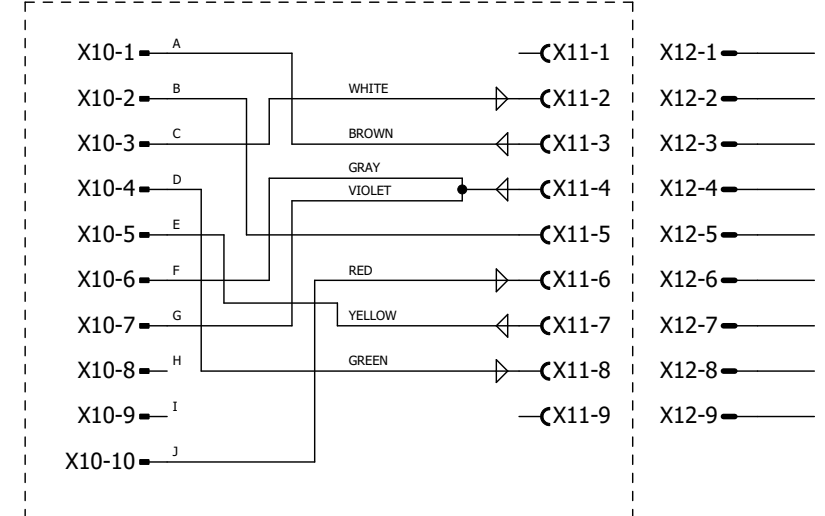 X10-1 A X11-1 X12-1
X10-2 B WHITE X11-2 X12-2
X10-3 C BROWN X11-3 X12-3
GRAY
X10-4 D VIOLET X11-4 X12-4
X10-5 E X11-5 X12-5
X10-6 F RED X11-6 X12-6
X10-7 G YELLOW X11-7 X12-7
X10-8 H GREEN X11-8 X12-8
X10-9 I X11-9 X12-9
X10-10 J